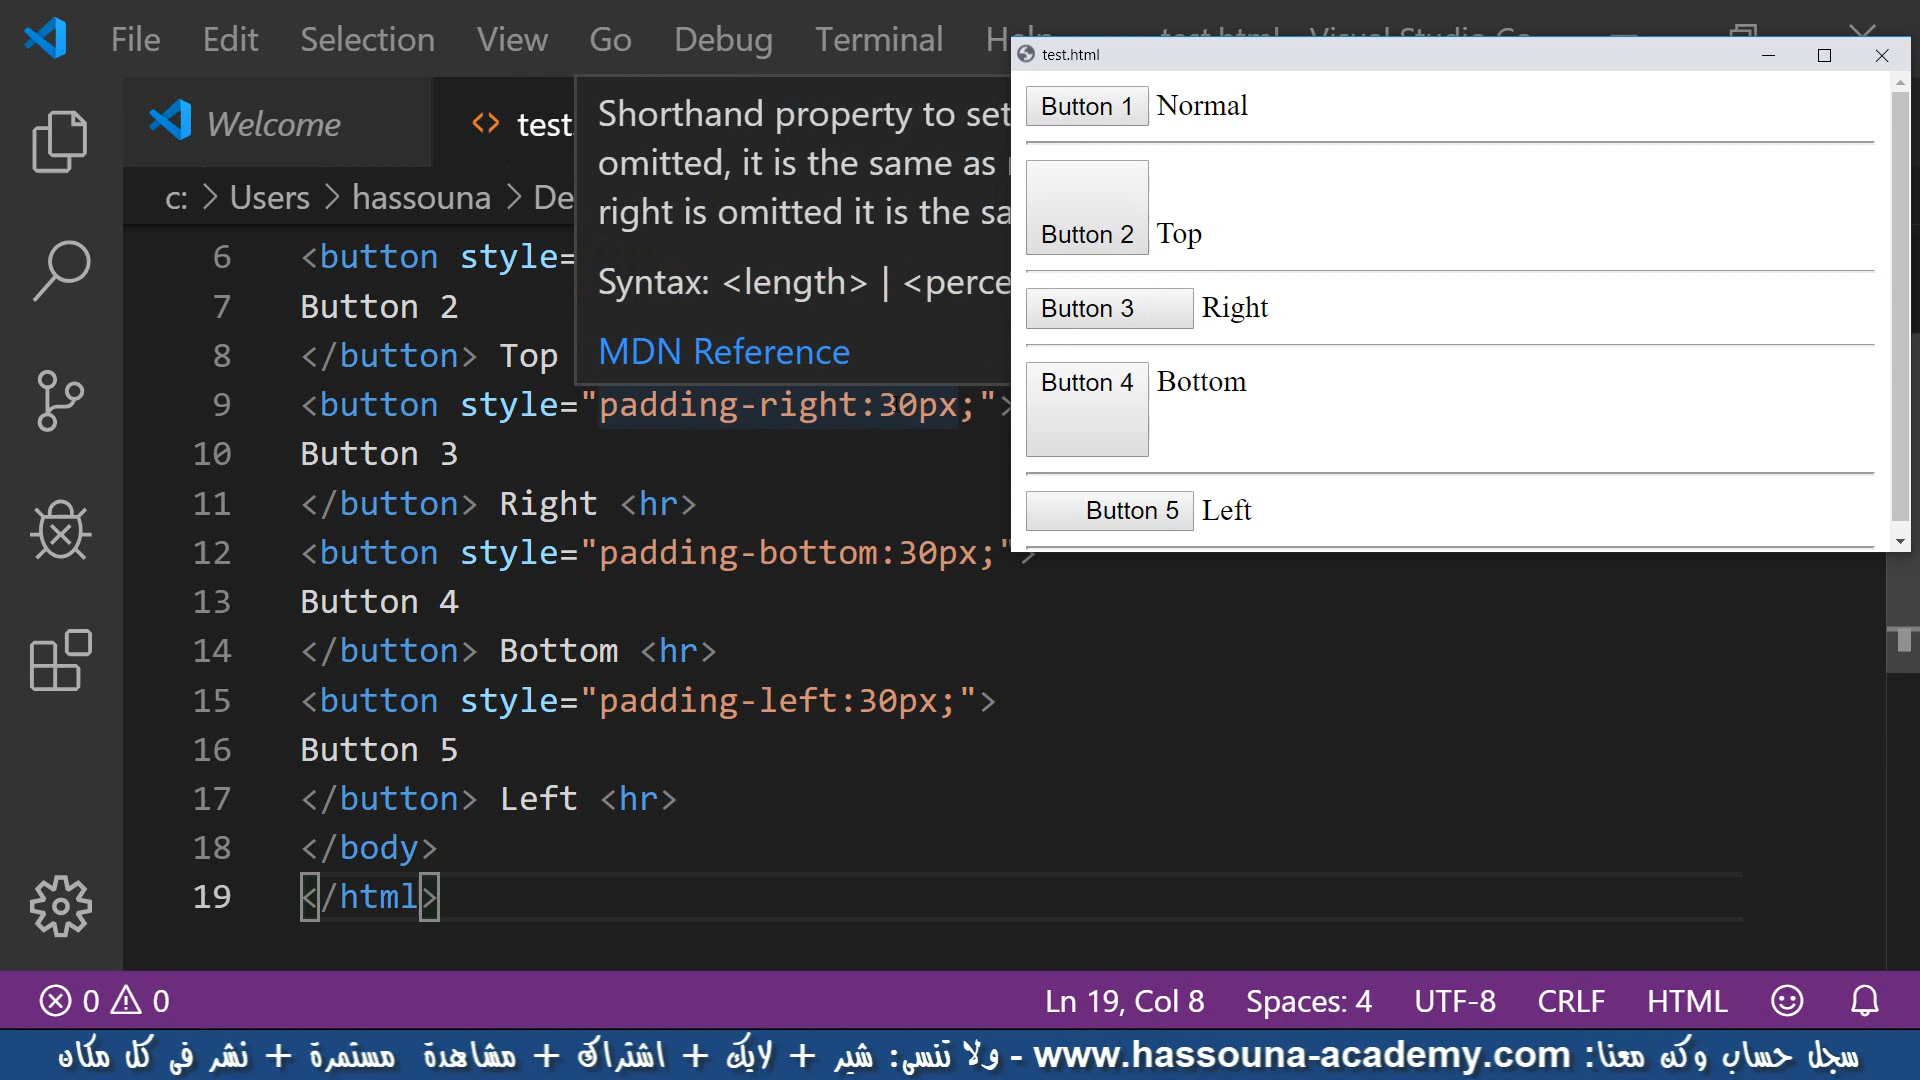 File Edit Selection View Go Debug Terminal
Welcome
test
c: > Users > hassouna > De
Shorthand property to set
omitted, it is the same as
right is omitted it is the sa
Syntax: <length> | <perce
MDN Reference
6 <button style=
7 Button 2
8 </button> Top
9 <button style="padding-right:30px;">
10 Button 3
11 </button> Right <hr>
12 <button style="padding-bottom:30px;">
13 Button 4
14 </button> Bottom <hr>
15 <button style="padding-left:30px;">
16 Button 5
17 </button> Left <hr>
18 </body>
19 </html>
test.html
Button 1 Normal
Button 2 Top
Button 3 Right
Button 4 Bottom
Button 5 Left
0 0 Ln 19, Col 8 Spaces: 4 UTF-8 CRLF HTML
سجل حساب وكن معنا: www.hassouna-academy.com - ولا تنسى: شير + لايك + اشتراك + مشاهدة مستمرة + نشر في كل مكان